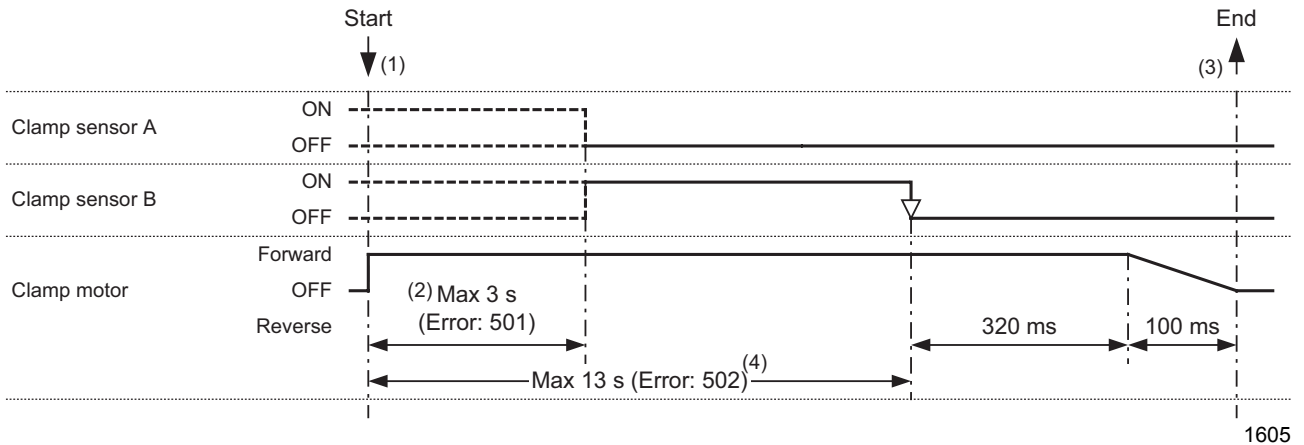 Start
End
(1)
(3)
Clamp sensor A
ON
OFF
Clamp sensor B
ON
OFF
Clamp motor
Forward
OFF
Reverse
(2) Max 3 s
(Error: 501)
320 ms
100 ms
Max 13 s (Error: 502) (4)
1605